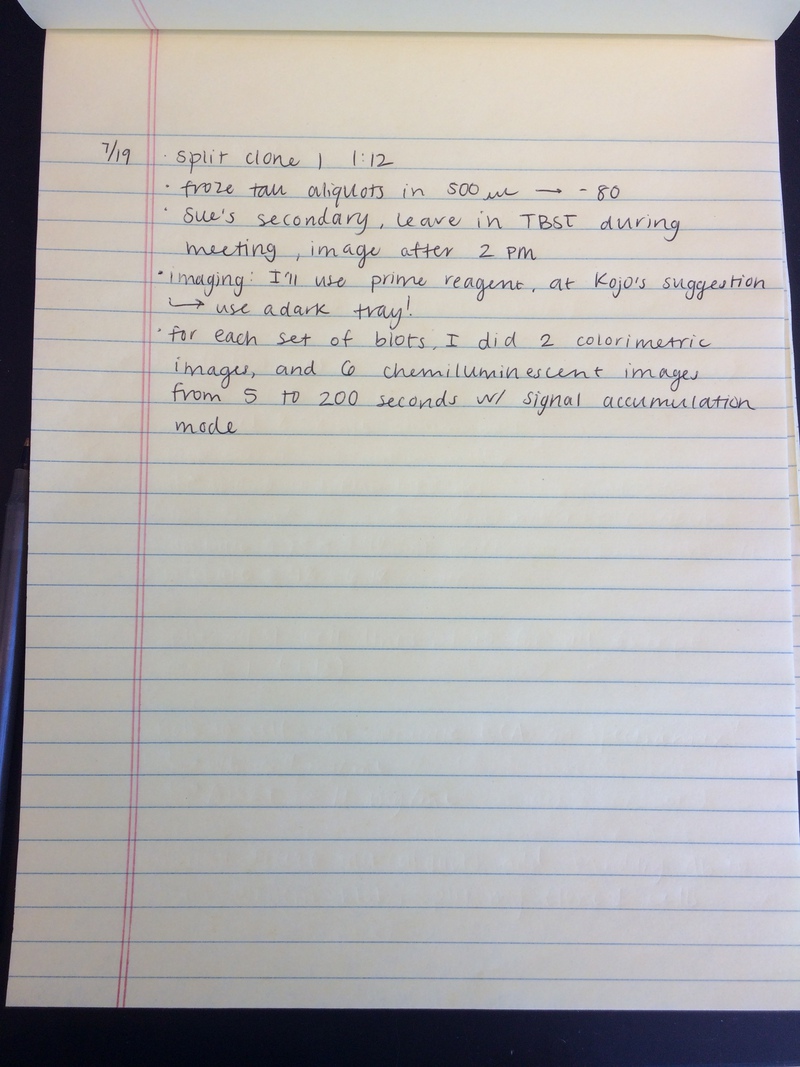 7/19 · split clone 1 1:12
· froze tau aliquots in 500 µL → -80
· Sue's secondary, leave in TBST during
meeting, image after 2 PM
· imaging: I'll use prime reagent, at Kojo's suggestion
↳ use a dark tray!
· for each set of blots, I did 2 colorimetric
images, and 6 chemiluminescent images
from 5 to 200 seconds w/ signal accumulation
mode